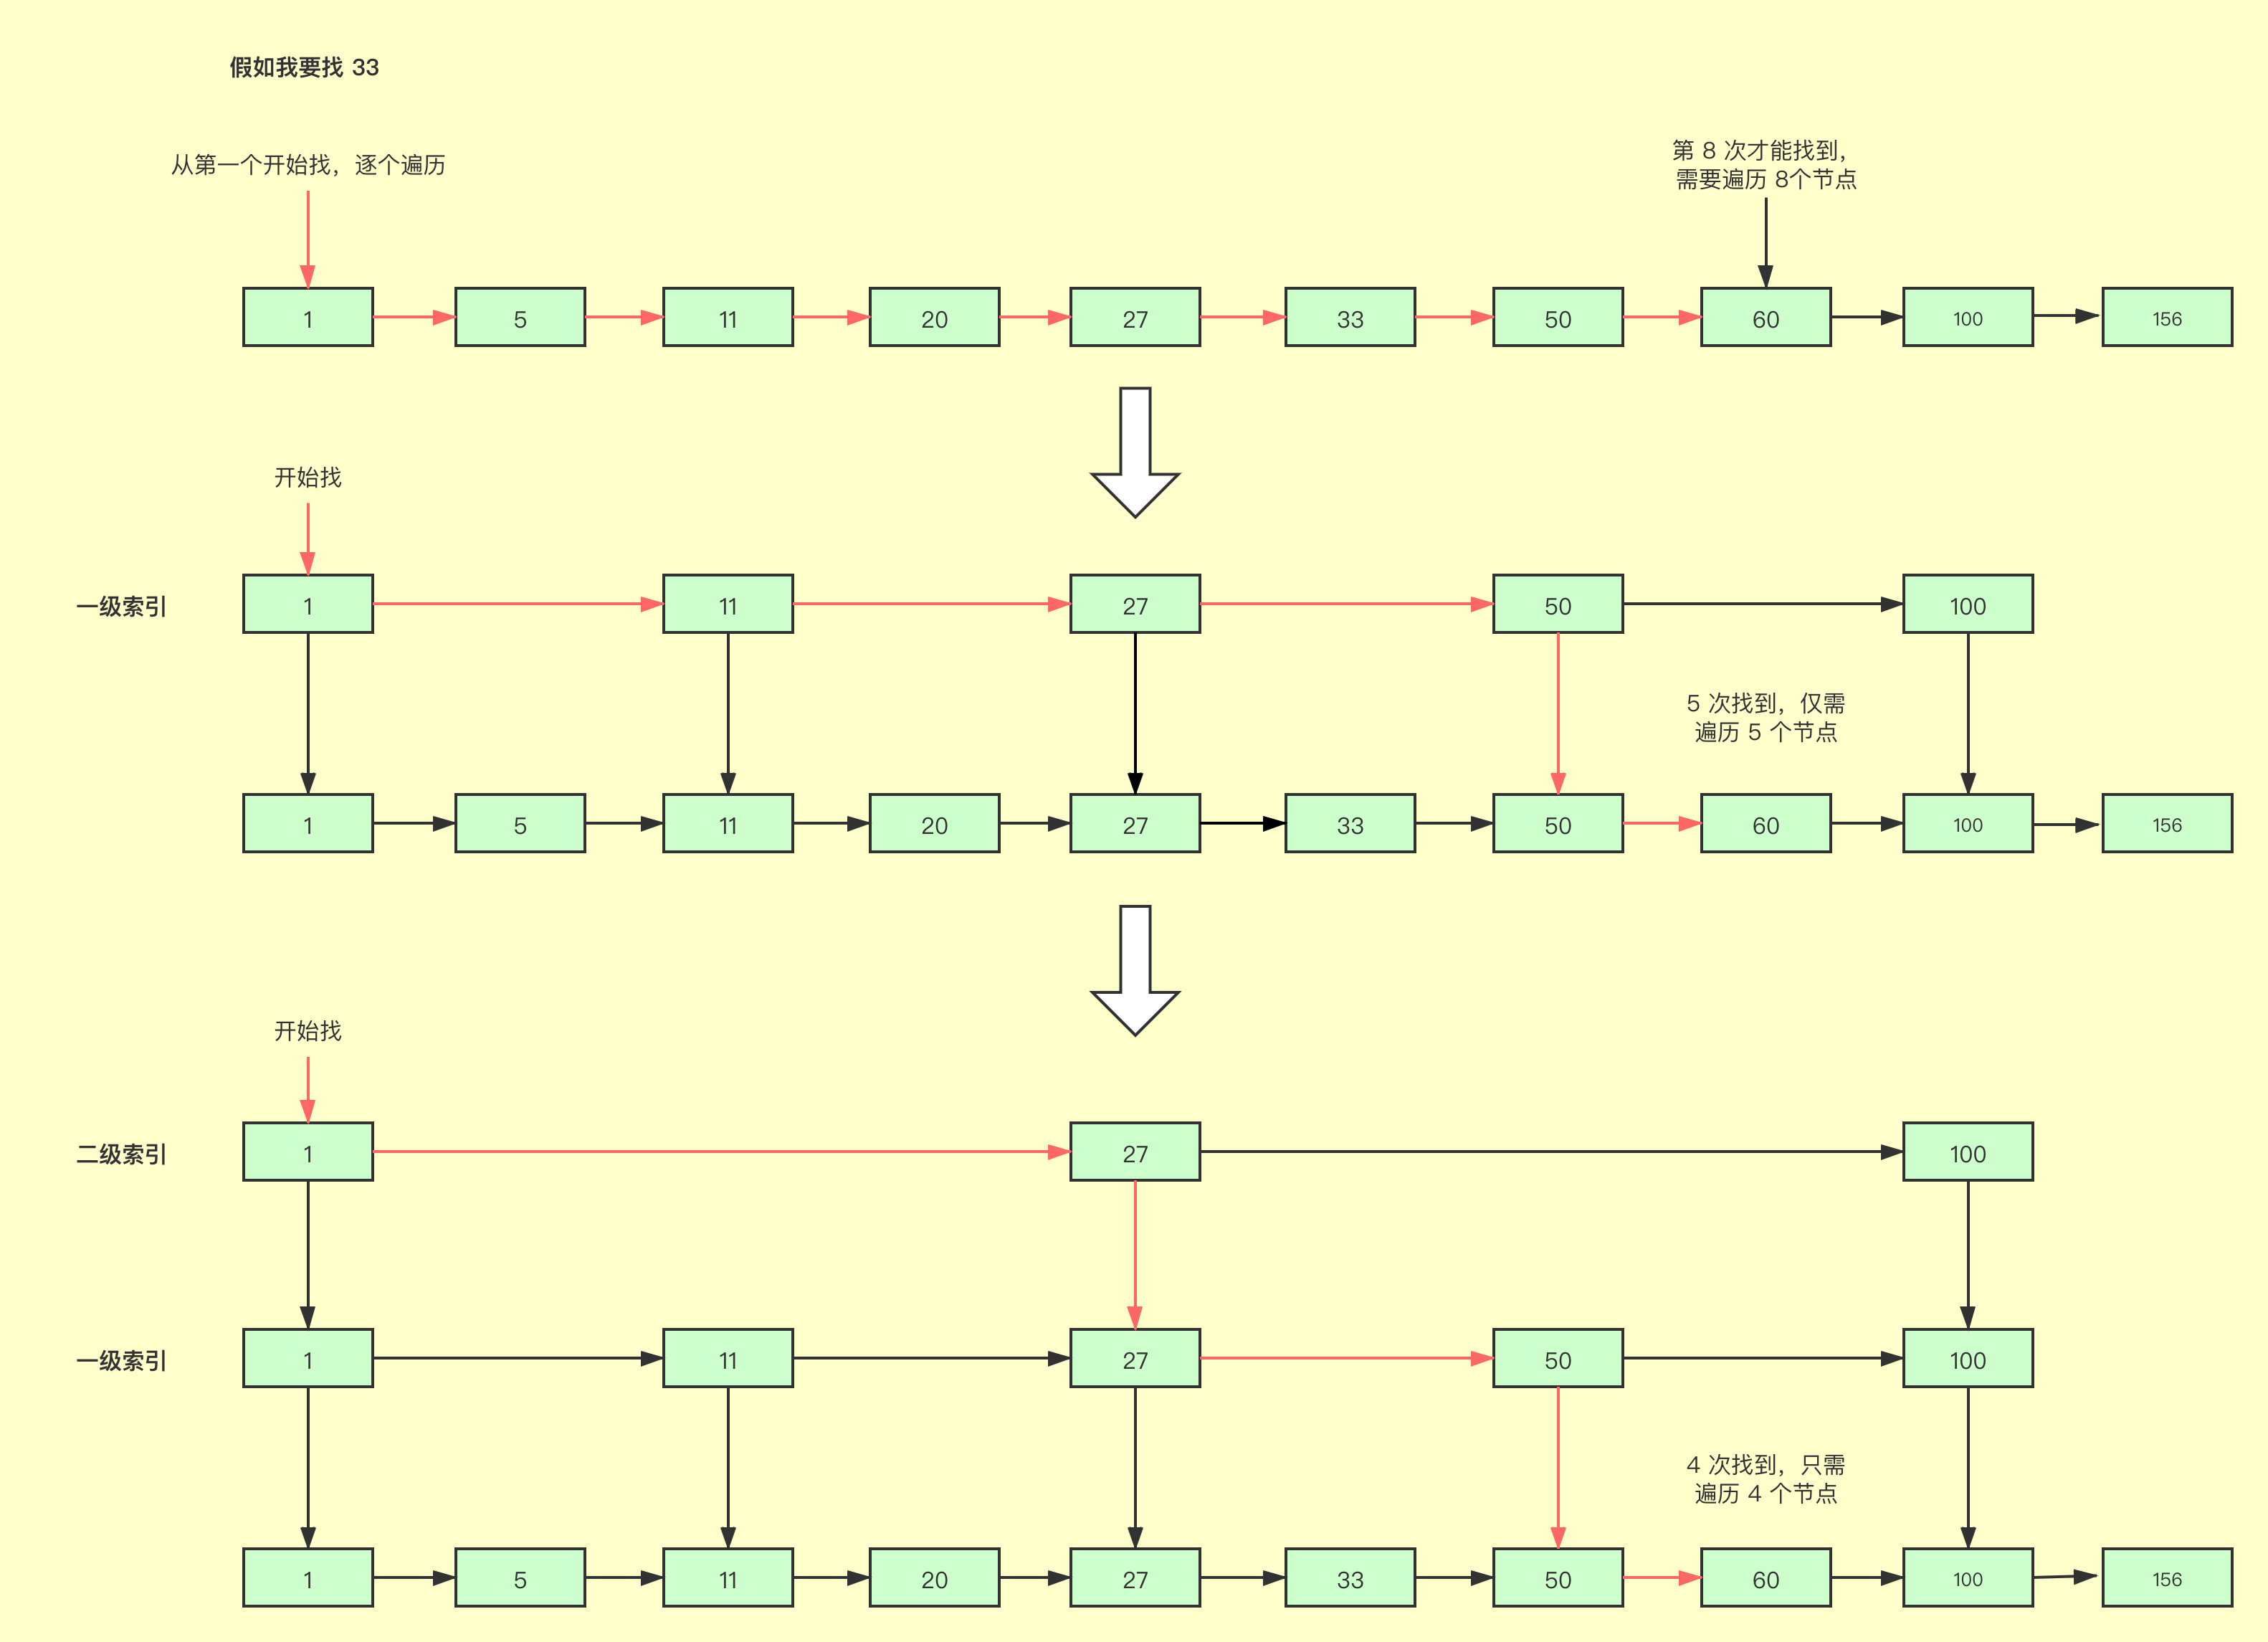 假如我要找 33
从第一个开始找，逐个遍历
第 8 次才能找到，
需要遍历 8个节点
1 5 11 20 27 33 50 60 100 156
开始找
一级索引 1 11 27 50 100
5 次找到，仅需
遍历 5 个节点
1 5 11 20 27 33 50 60 100 156
开始找
二级索引 1 27 100
一级索引 1 11 27 50 100
4 次找到，只需
遍历 4 个节点
1 5 11 20 27 33 50 60 100 156